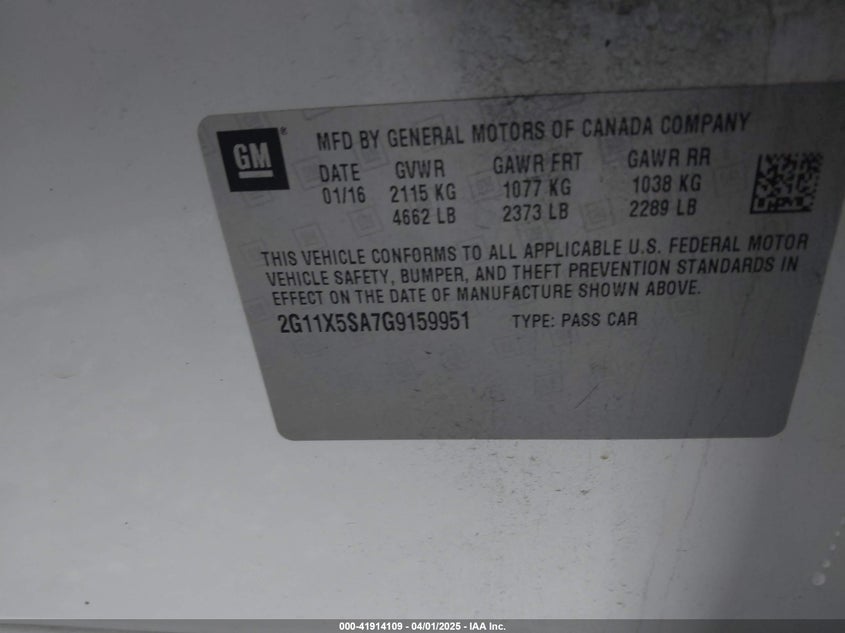 GM®
MFD BY GENERAL MOTORS OF CANADA COMPANY
DATE GVWR GAWR FRT GAWR RR
01/16 2115 KG 1077 KG 1038 KG
4662 LB 2373 LB 2289 LB
THIS VEHICLE CONFORMS TO ALL APPLICABLE U.S. FEDERAL MOTOR
VEHICLE SAFETY, BUMPER, AND THEFT PREVENTION STANDARDS IN
EFFECT ON THE DATE OF MANUFACTURE SHOWN ABOVE.
2G11X5SA7G9159951 TYPE: PASS CAR
000-41914109 - 04/01/2025 - IAA Inc.